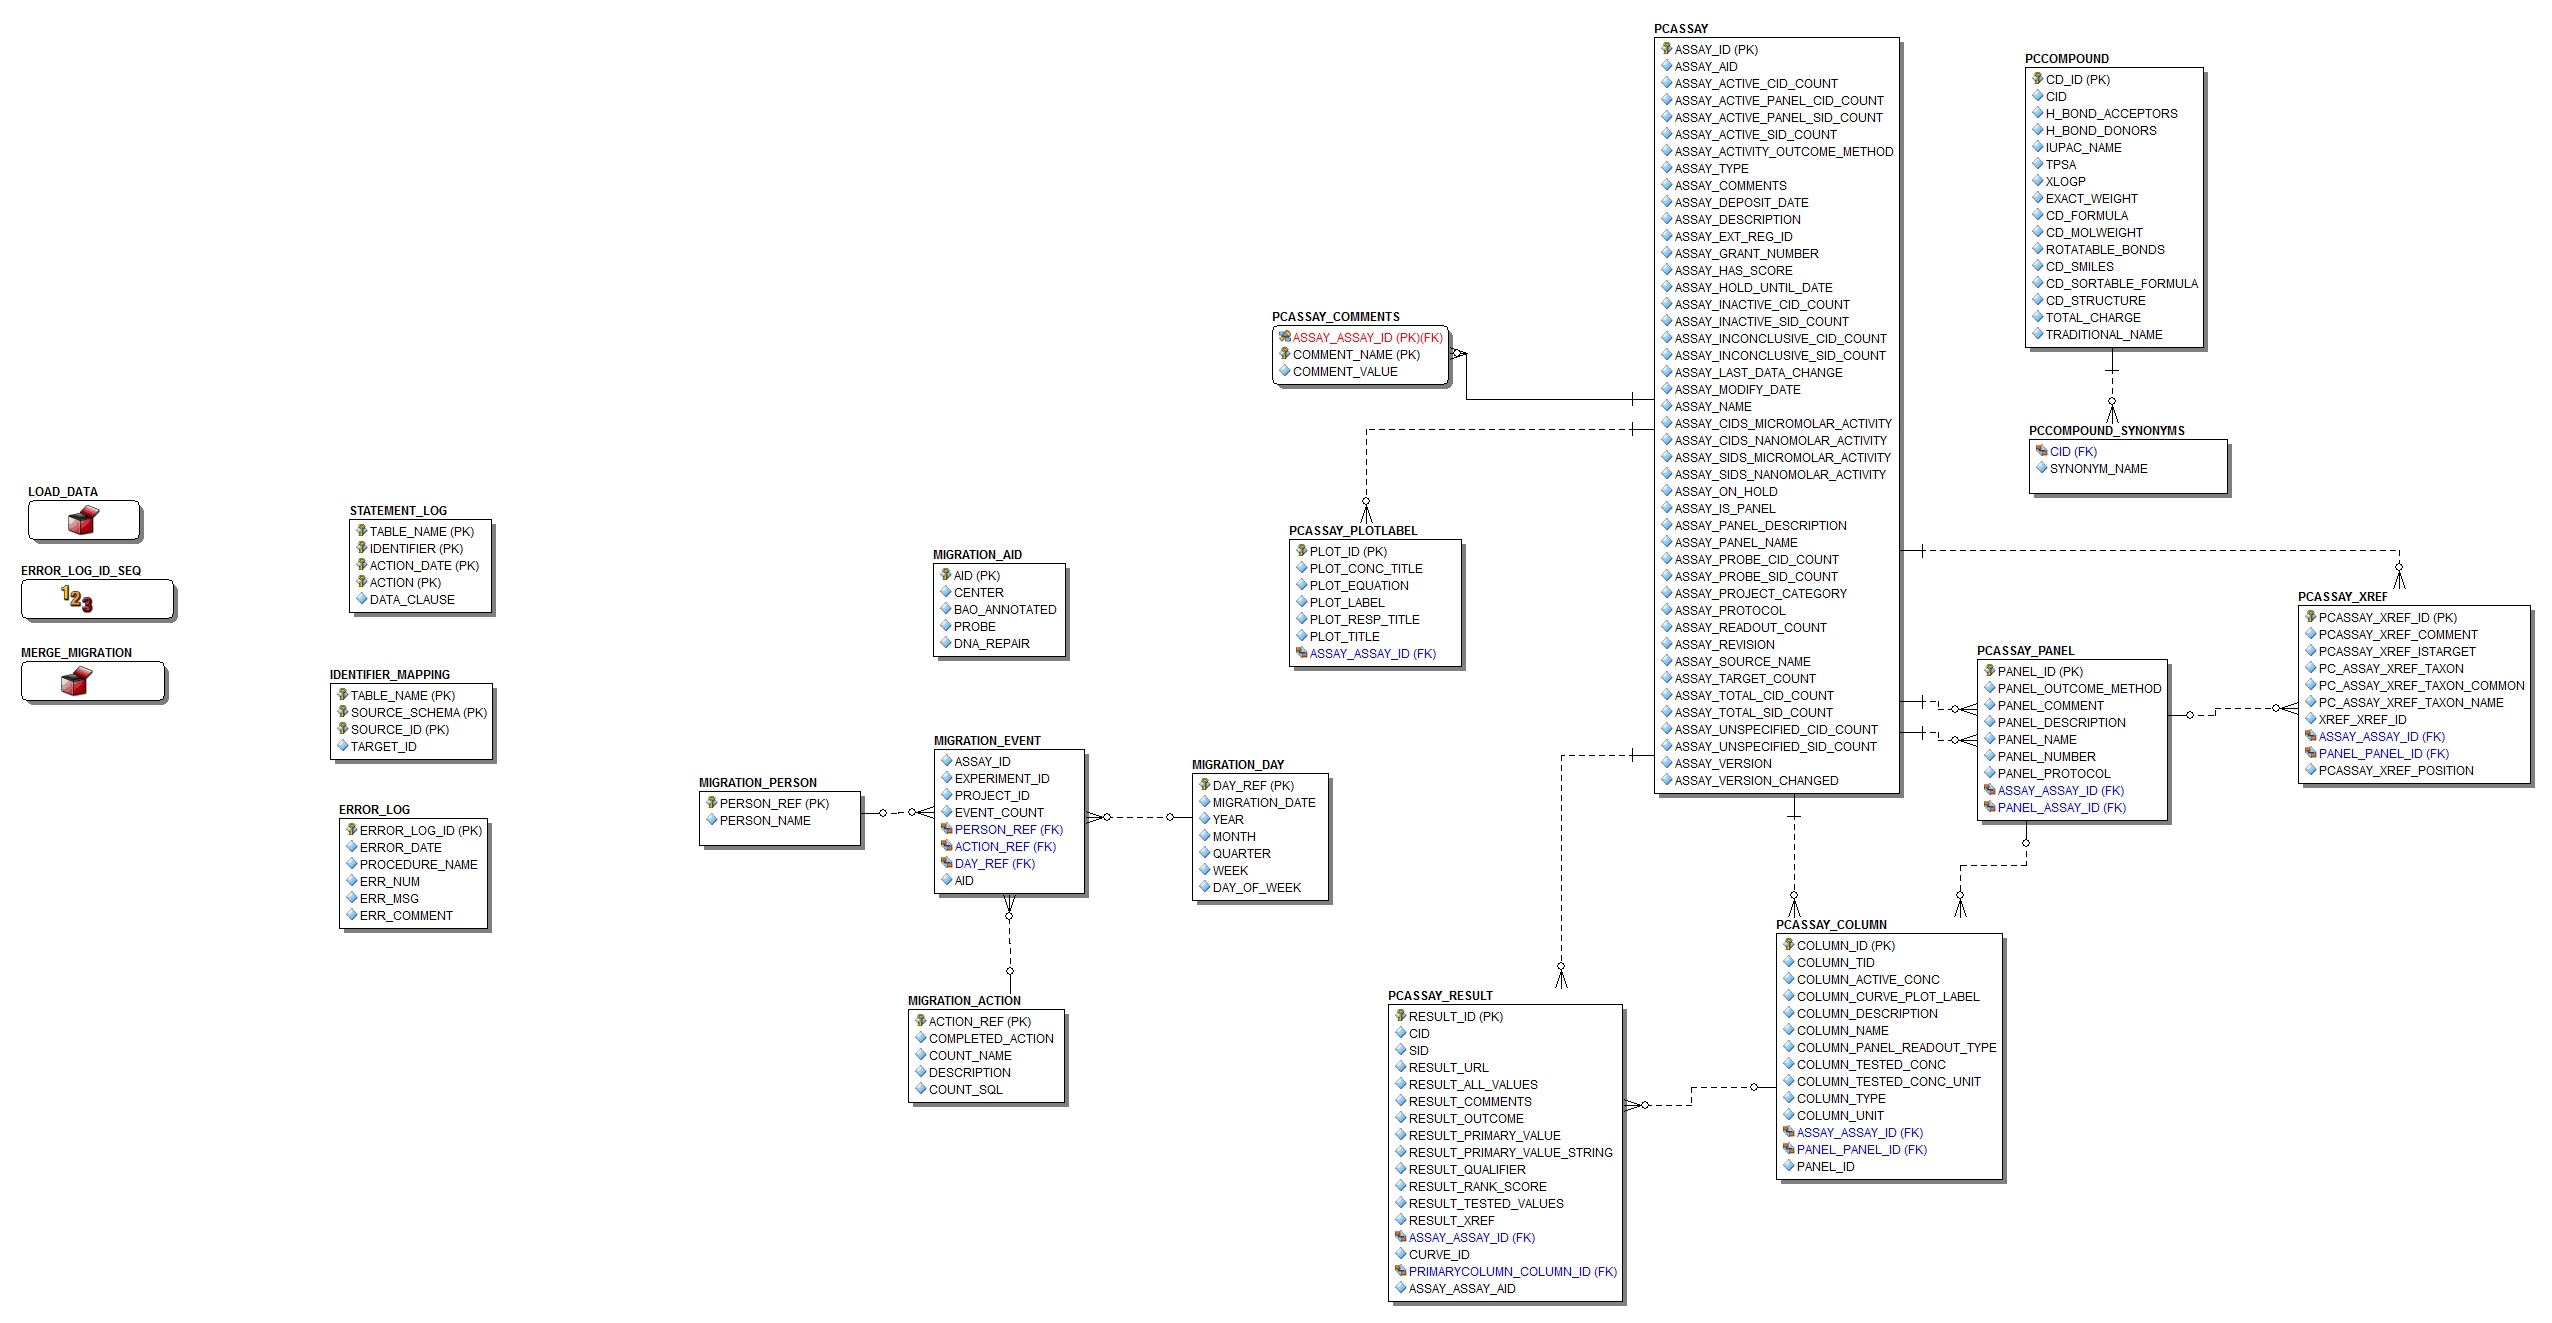 LOAD_DATA
ERROR_LOG_ID_SEQ
123
MERGE_MIGRATION
STATEMENT_LOG
TABLE_NAME (PK)
IDENTIFIER (PK)
ACTION_DATE (PK)
ACTION (PK)
DATA_CLAUSE
IDENTIFIER_MAPPING
TABLE_NAME (PK)
SOURCE_SCHEMA (PK)
SOURCE_ID (PK)
TARGET_ID
ERROR_LOG
ERROR_LOG_ID (PK)
ERROR_DATE
PROCEDURE_NAME
ERR_NUM
ERR_MSG
ERR_COMMENT
MIGRATION_PERSON
PERSON_REF (PK)
PERSON_NAME
MIGRATION_AID
AID (PK)
CENTER
BAO_ANNOTATED
PROBE
DNA_REPAIR
MIGRATION_EVENT
ASSAY_ID
EXPERIMENT_ID
PROJECT_ID
EVENT_COUNT
PERSON_REF (FK)
ACTION_REF (FK)
DAY_REF (FK)
AID
MIGRATION_ACTION
ACTION_REF (PK)
COMPLETED_ACTION
COUNT_NAME
DESCRIPTION
COUNT_SQL
MIGRATION_DAY
DAY_REF (PK)
MIGRATION_DATE
YEAR
MONTH
QUARTER
WEEK
DAY_OF_WEEK
PCASSAY_COMMENTS
ASSAY_ASSAY_ID (PK)(FK)
COMMENT_NAME (PK)
COMMENT_VALUE
PCASSAY_PLOTLABEL
PLOT_ID (PK)
PLOT_CONC_TITLE
PLOT_EQUATION
PLOT_LABEL
PLOT_RESP_TITLE
PLOT_TITLE
ASSAY_ASSAY_ID (FK)
PCASSAY_RESULT
RESULT_ID (PK)
CID
SID
RESULT_URL
RESULT_ALL_VALUES
RESULT_COMMENTS
RESULT_OUTCOME
RESULT_PRIMARY_VALUE
RESULT_PRIMARY_VALUE_STRING
RESULT_QUALIFIER
RESULT_RANK_SCORE
RESULT_TESTED_VALUES
RESULT_XREF
ASSAY_ASSAY_ID (FK)
CURVE_ID
PRIMARYCOLUMN_COLUMN_ID (FK)
ASSAY_ASSAY_AID
PCASSAY
ASSAY_ID (PK)
ASSAY_AID
ASSAY_ACTIVE_CID_COUNT
ASSAY_ACTIVE_PANEL_CID_COUNT
ASSAY_ACTIVE_PANEL_SID_COUNT
ASSAY_ACTIVE_SID_COUNT
ASSAY_ACTIVITY_OUTCOME_METHOD
ASSAY_TYPE
ASSAY_COMMENTS
ASSAY_DEPOSIT_DATE
ASSAY_DESCRIPTION
ASSAY_EXT_REG_ID
ASSAY_GRANT_NUMBER
ASSAY_HAS_SCORE
ASSAY_HOLD_UNTIL_DATE
ASSAY_INACTIVE_CID_COUNT
ASSAY_INACTIVE_SID_COUNT
ASSAY_INCONCLUSIVE_CID_COUNT
ASSAY_INCONCLUSIVE_SID_COUNT
ASSAY_LAST_DATA_CHANGE
ASSAY_MODIFY_DATE
ASSAY_NAME
ASSAY_CIDS_MICROMOLAR_ACTIVITY
ASSAY_CIDS_NANOMOLAR_ACTIVITY
ASSAY_SIDS_MICROMOLAR_ACTIVITY
ASSAY_SIDS_NANOMOLAR_ACTIVITY
ASSAY_ON_HOLD
ASSAY_IS_PANEL
ASSAY_PANEL_DESCRIPTION
ASSAY_PANEL_NAME
ASSAY_PROBE_CID_COUNT
ASSAY_PROBE_SID_COUNT
ASSAY_PROJECT_CATEGORY
ASSAY_PROTOCOL
ASSAY_READOUT_COUNT
ASSAY_REVISION
ASSAY_SOURCE_NAME
ASSAY_TARGET_COUNT
ASSAY_TOTAL_CID_COUNT
ASSAY_TOTAL_SID_COUNT
ASSAY_UNSPECIFIED_CID_COUNT
ASSAY_UNSPECIFIED_SID_COUNT
ASSAY_VERSION
ASSAY_VERSION_CHANGED
PCASSAY_COLUMN
COLUMN_ID (PK)
COLUMN_TID
COLUMN_ACTIVE_CONC
COLUMN_CURVE_PLOT_LABEL
COLUMN_DESCRIPTION
COLUMN_NAME
COLUMN_PANEL_READOUT_TYPE
COLUMN_TESTED_CONC
COLUMN_TESTED_CONC_UNIT
COLUMN_TYPE
COLUMN_UNIT
ASSAY_ASSAY_ID (FK)
PANEL_PANEL_ID (FK)
PANEL_ID
PCCOMPOUND
CD_ID (PK)
CID
H_BOND_ACCEPTORS
H_BOND_DONORS
IUPAC_NAME
TPSA
XLOGP
EXACT_WEIGHT
CD_FORMULA
CD_MOLWEIGHT
ROTATABLE_BONDS
CD_SMILES
CD_SORTABLE_FORMULA
CD_STRUCTURE
TOTAL_CHARGE
TRADITIONAL_NAME
PCCOMPOUND_SYNONYMS
CID (FK)
SYNONYM_NAME
PCASSAY_PANEL
PANEL_ID (PK)
PANEL_OUTCOME_METHOD
PANEL_COMMENT
PANEL_DESCRIPTION
PANEL_NAME
PANEL_NUMBER
PANEL_PROTOCOL
ASSAY_ASSAY_ID (FK)
PANEL_ASSAY_ID (FK)
PCASSAY_XREF
PCASSAY_XREF_ID (PK)
PCASSAY_XREF_COMMENT
PCASSAY_XREF_ISTARGET
PC_ASSAY_XREF_TAXON
PC_ASSAY_XREF_TAXON_COMMON
PC_ASSAY_XREF_TAXON_NAME
XREF_XREF_ID
ASSAY_ASSAY_ID (FK)
PANEL_PANEL_ID (FK)
PCASSAY_XREF_POSITION